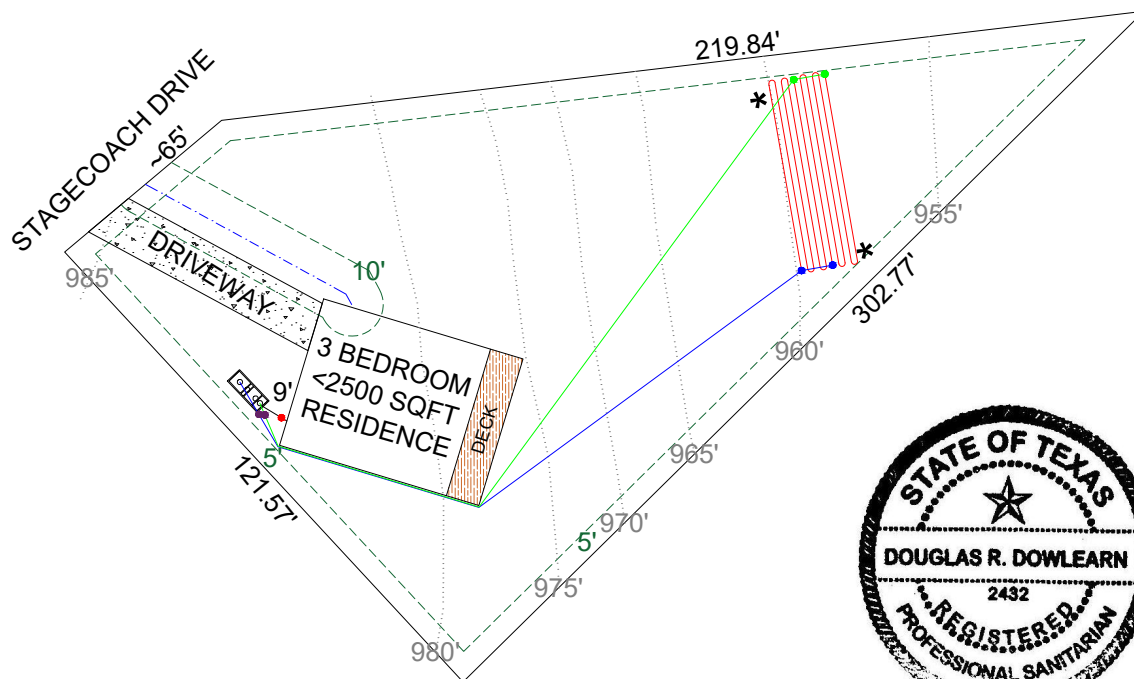 219.84'
STAGECOACH DRIVE
~65'
*
DRIVEWAY
985'
10'
955'
*
302.77'
3 BEDROOM
<2500 SQFT
RESIDENCE
DECK
9'
960'
5'
121.57'
965'
970'
5'
975'
980'
STATE OF TEXAS
DOUGLAS R. DOWLEARN
2432
REGISTERED
PROFESSIONAL SANITARIAN